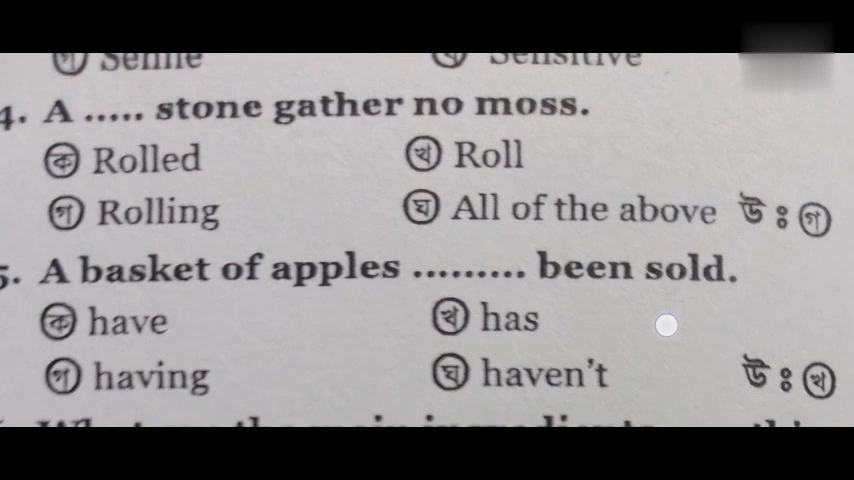 4. A ..... stone gather no moss.
ক Rolled খ Roll
গ Rolling ঘ All of the above উঃ গ
5. A basket of apples ......... been sold.
ক have খ has
গ having ঘ haven't উঃ খ